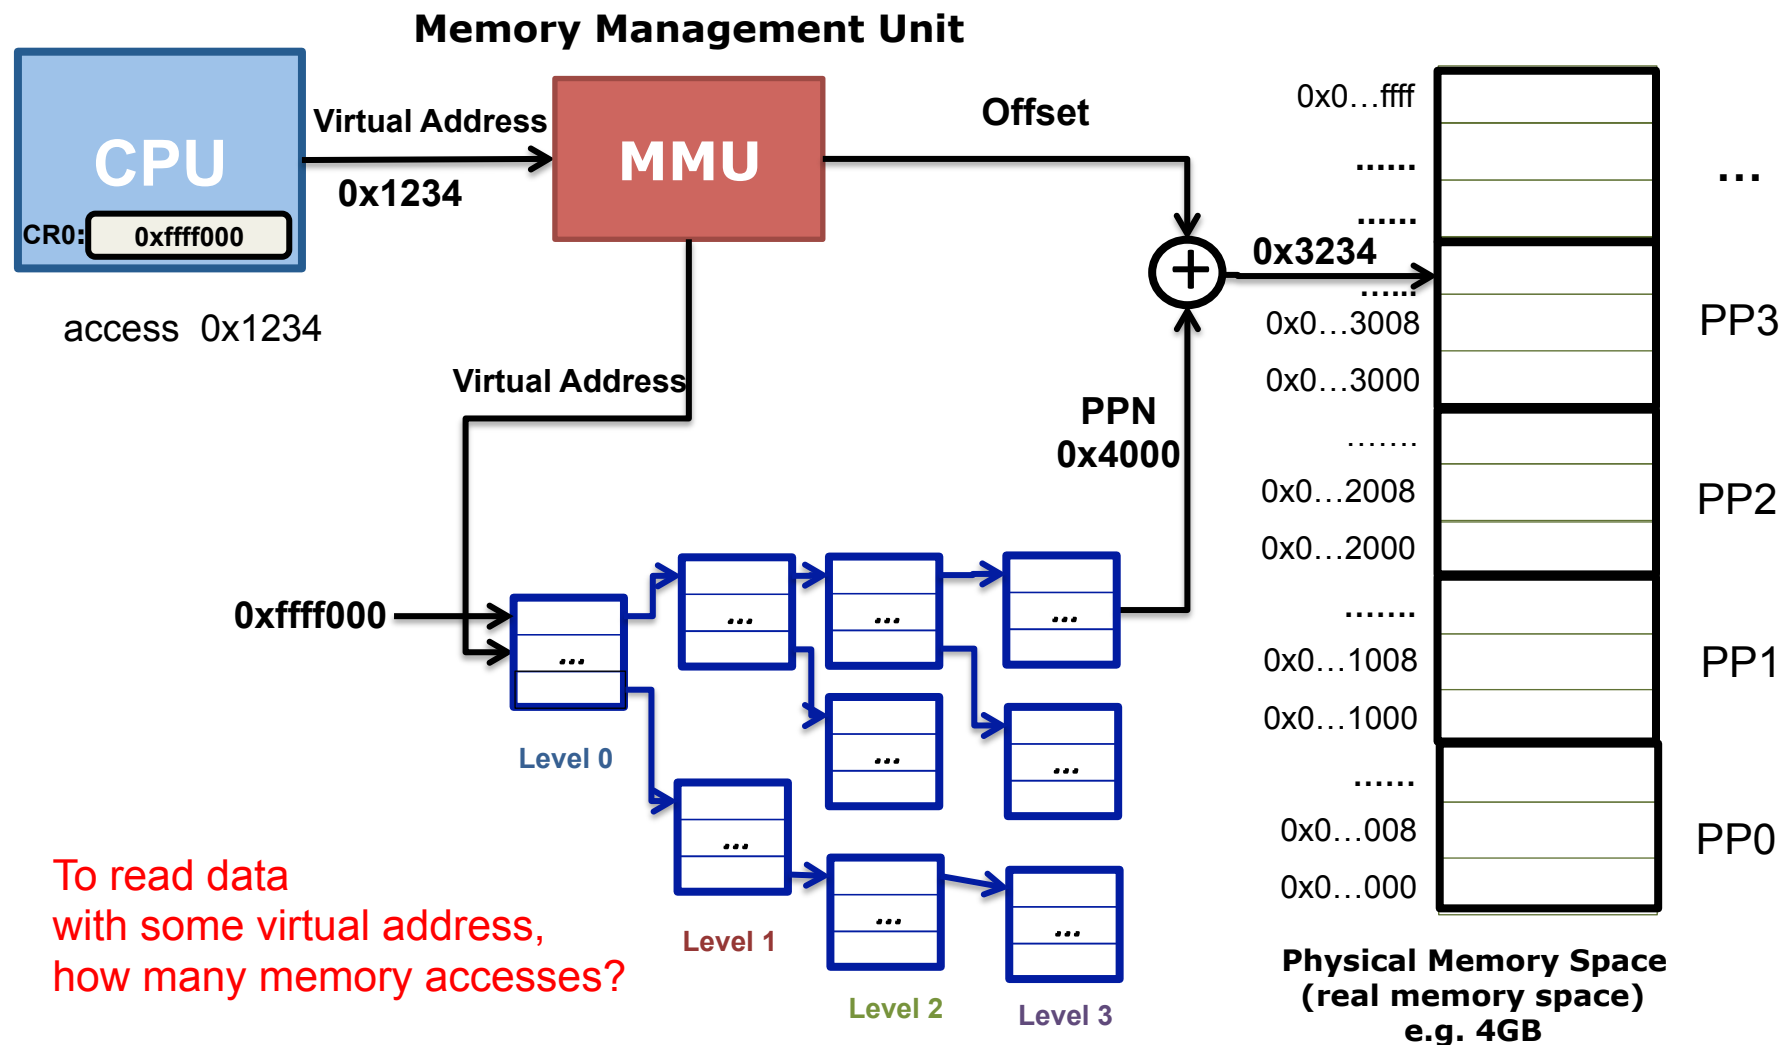 Memory Management Unit
CPU
CR0:
0xffff000
access 0x1234
Virtual Address
0x1234
MMU
Offset
Virtual Address
PPN
0x4000
+
0x3234
0xffff000
...
...
...
...
...
...
...
...
...
Level 0
Level 1
Level 2
Level 3
To read data
with some virtual address,
how many memory accesses?
0x0...ffff
......
......
...
......
0x0...3008
PP3
0x0...3000
.......
0x0...2008
PP2
0x0...2000
.......
0x0...1008
PP1
0x0...1000
......
0x0...008
PP0
0x0...000
Physical Memory Space
(real memory space)
e.g. 4GB